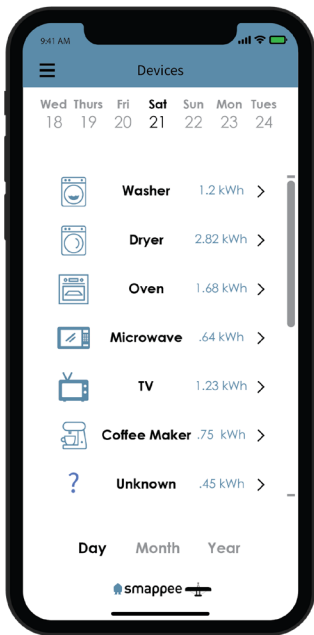 9:41 AM
Devices
Wed Thurs Fri Sat Sun Mon Tues
18 19 20 21 22 23 24
Washer 1.2 kWh
Dryer 2.82 kWh
Oven 1.68 kWh
Microwave .64 kWh
TV 1.23 kWh
Coffee Maker .75 kWh
? Unknown .45 kWh
Day Month Year
smappee